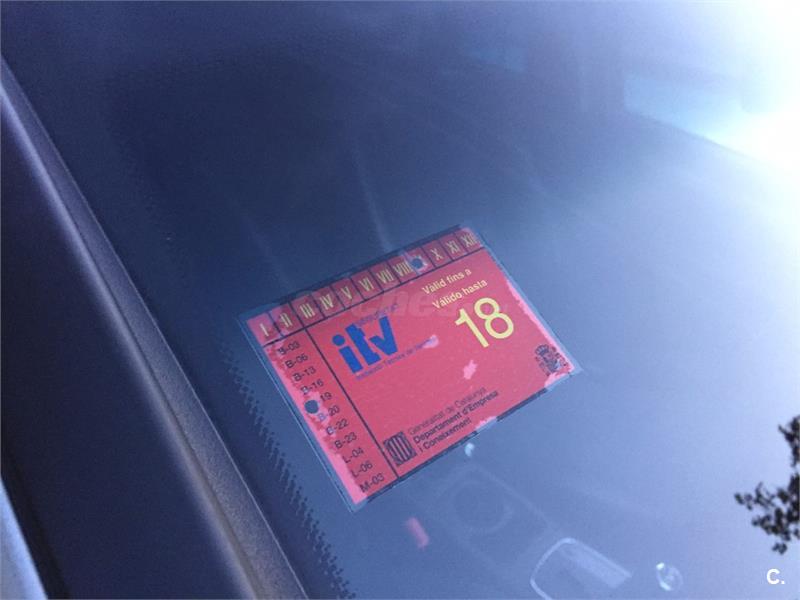 I II III IV V VI VII VIII X XI XII
Vàlid fins a
Válido hasta
18
itv
B-03
B-06
B-13
B-16
19
B-20
B-22
B-23
L-04
L-06
M-03
Generalitat de Catalunya
Departament d'Empresa
i Coneixement
C.